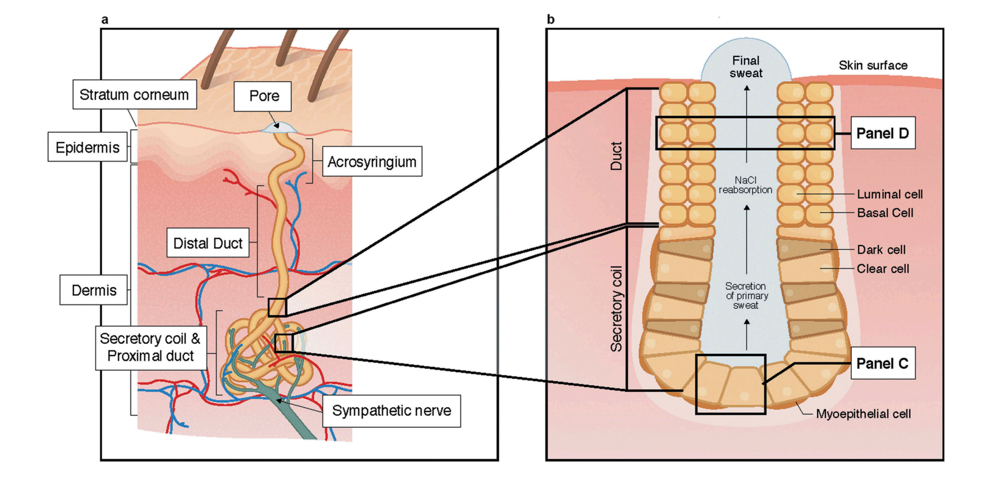 a
Stratum corneum
Pore
Epidermis
Acrosyringium
Distal Duct
Dermis
Secretory coil &
Proximal duct
Sympathetic nerve
b
Final
sweat
Skin surface
Panel D
Duct
NaCl
reabsorption
Luminal cell
Basal Cell
Dark cell
Clear cell
Secretory coil
Secretion
of primary
sweat
Panel C
Myoepithelial cell